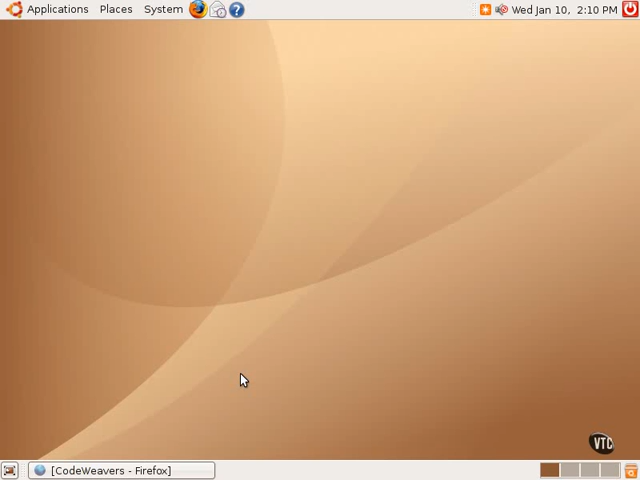 Applications Places System Wed Jan 10, 2:10 PM
VTC
[CodeWeavers - Firefox]